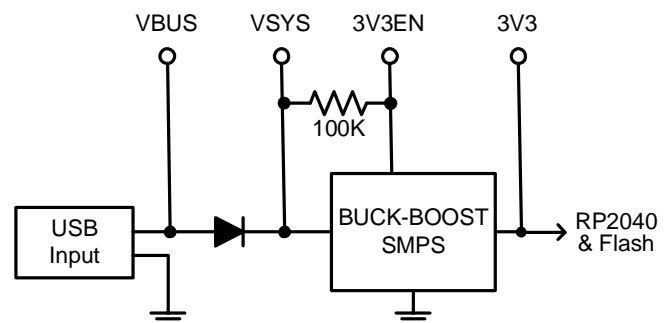 VBUS
VSYS
3V3EN
3V3
100K
USB
Input
BUCK-BOOST
SMPS
RP2040
& Flash